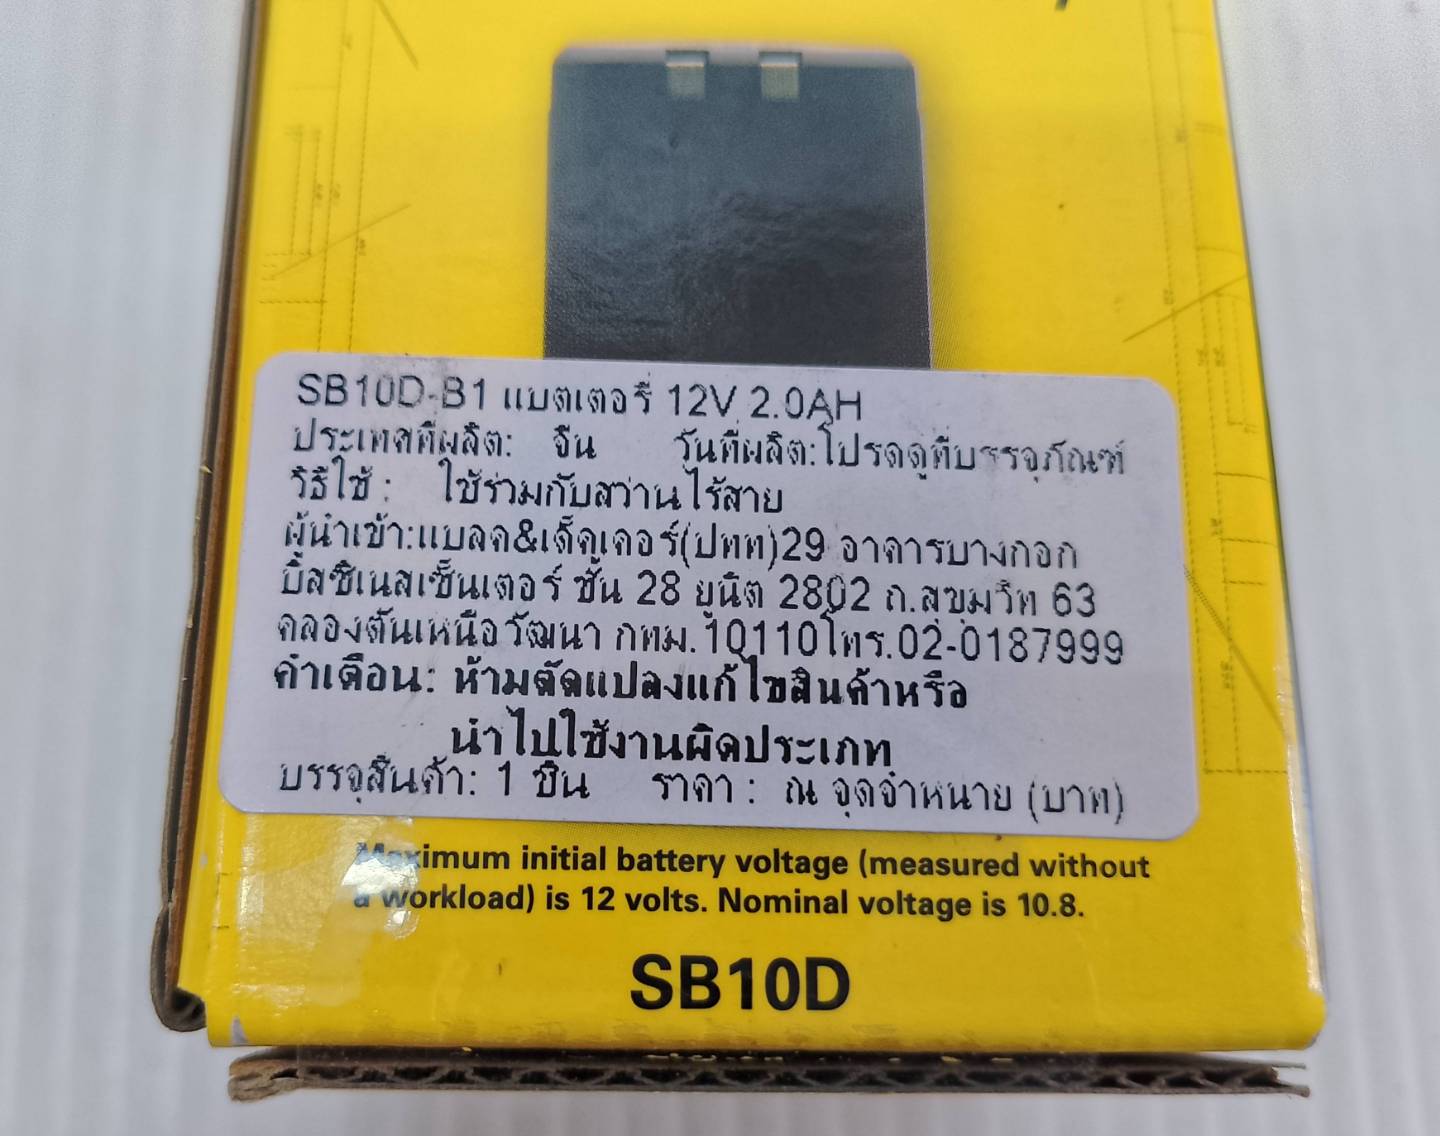 SB10D-B1 แบตเตอรี่ 12V 2.0AH
ประเทศที่ผลิต: จีน วันที่ผลิต:โปรดดูที่บรรจุภัณฑ์
วิธีใช้ : ใช้ร่วมกับสว่านไร้สาย
ผู้นำเข้า:แบลค&เด็คเคอร์(ปทท)29 อาคารบางกอก
บิสซิเนสเซ็นเตอร์ ชั้น 28 ยูนิต 2802 ถ.สุขุมวิท 63
คลองตันเหนือวัฒนา กทม.10110โทร.02-0187999
คำเตือน: ห้ามดัดแปลงแก้ไขสินค้าหรือ
นำไปใช้งานผิดประเภท
บรรจุสินค้า: 1 ชิ้น ราคา : ณ จุดจำหน่าย (บาท)
Maximum initial battery voltage (measured without
a workload) is 12 volts. Nominal voltage is 10.8.
SB10D